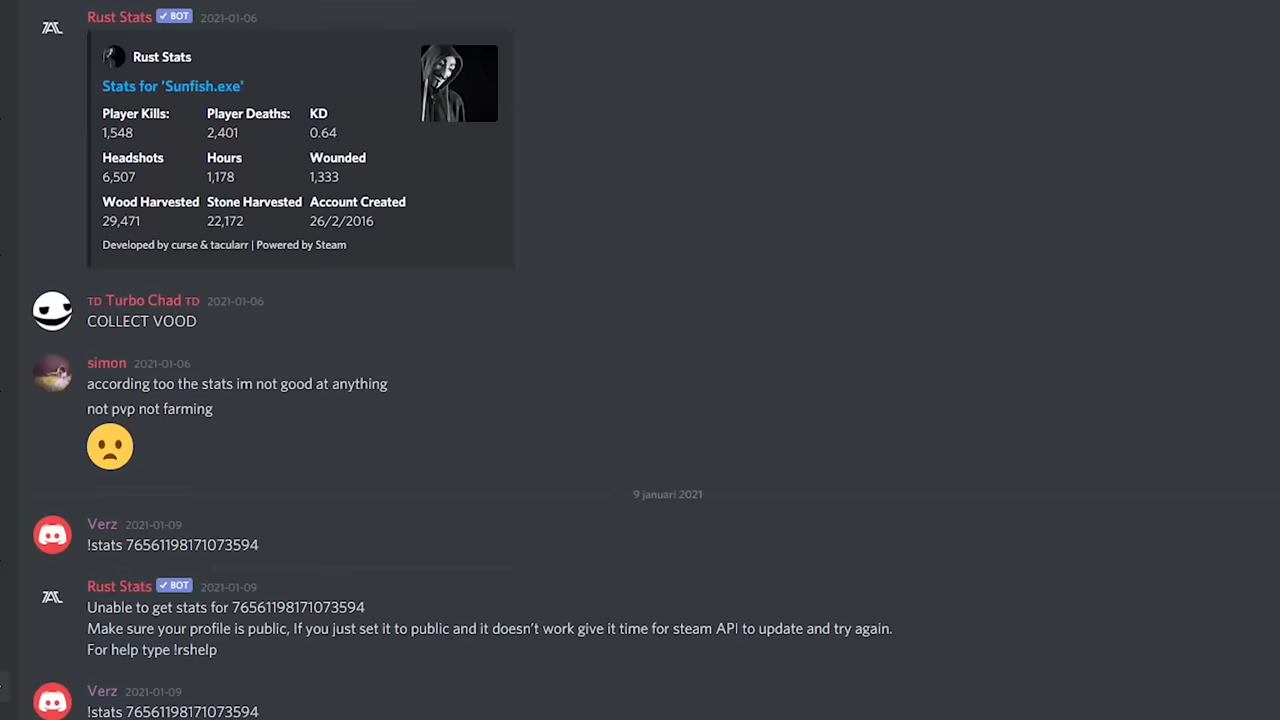 Rust Stats ✓ BOT 2021-01-06
Rust Stats
Stats for 'Sunfish.exe'
Player Kills: Player Deaths: KD
1,548 2,401 0.64
Headshots Hours Wounded
6,507 1,178 1,333
Wood Harvested Stone Harvested Account Created
29,471 22,172 26/2/2016
Developed by curse & tacularr | Powered by Steam
TD Turbo Chad TD 2021-01-06
COLLECT VOOD
simon 2021-01-06
according too the stats im not good at anything
not pvp not farming
9 januari 2021
Verz 2021-01-09
!stats 76561198171073594
Rust Stats ✓ BOT 2021-01-09
Unable to get stats for 76561198171073594
Make sure your profile is public, If you just set it to public and it doesn't work give it time for steam API to update and try again.
For help type !rshelp
Verz 2021-01-09
!stats 76561198171073594